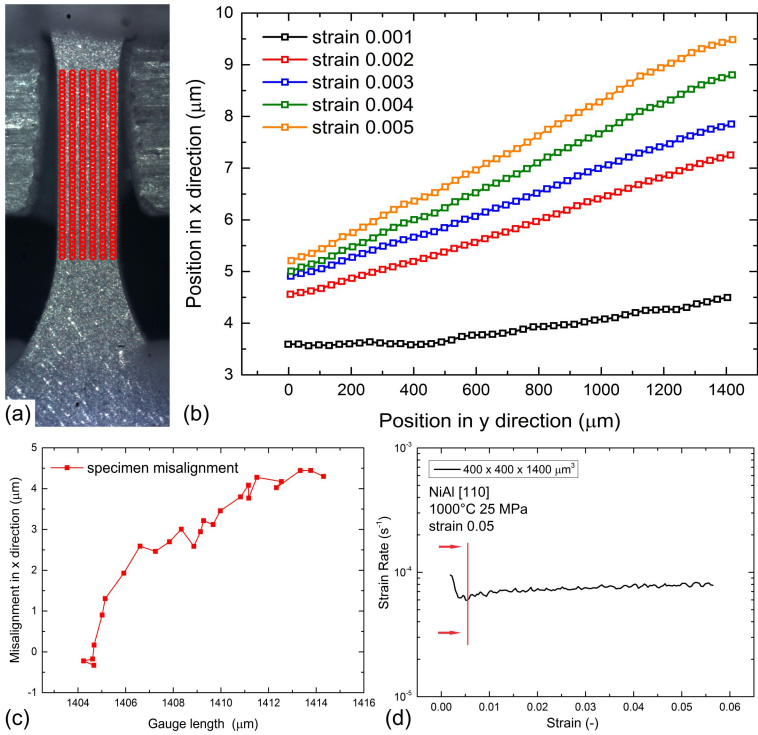 (a)
10
9
8
7
6
5
4
3
Position in x direction (μm)
strain 0.001
strain 0.002
strain 0.003
strain 0.004
strain 0.005
0 200 400 600 800 1000 1200 1400
Position in y direction (μm)
(b)
5
4
3
2
1
0
-1
Misalignment in x direction (μm)
specimen misalignment
1404 1406 1408 1410 1412 1414 1416
Gauge length (μm)
(c)
10⁻³
10⁻⁴
10⁻⁵
Strain Rate (s⁻¹)
400 x 400 x 1400 μm³
NiAl [110]
1000°C 25 MPa
strain 0.05
0.00 0.01 0.02 0.03 0.04 0.05 0.06
Strain (-)
(d)